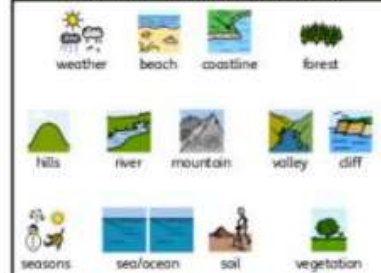 weather beach coastline forest
hills river mountain valley cliff
seasons sea/ocean soil vegetation